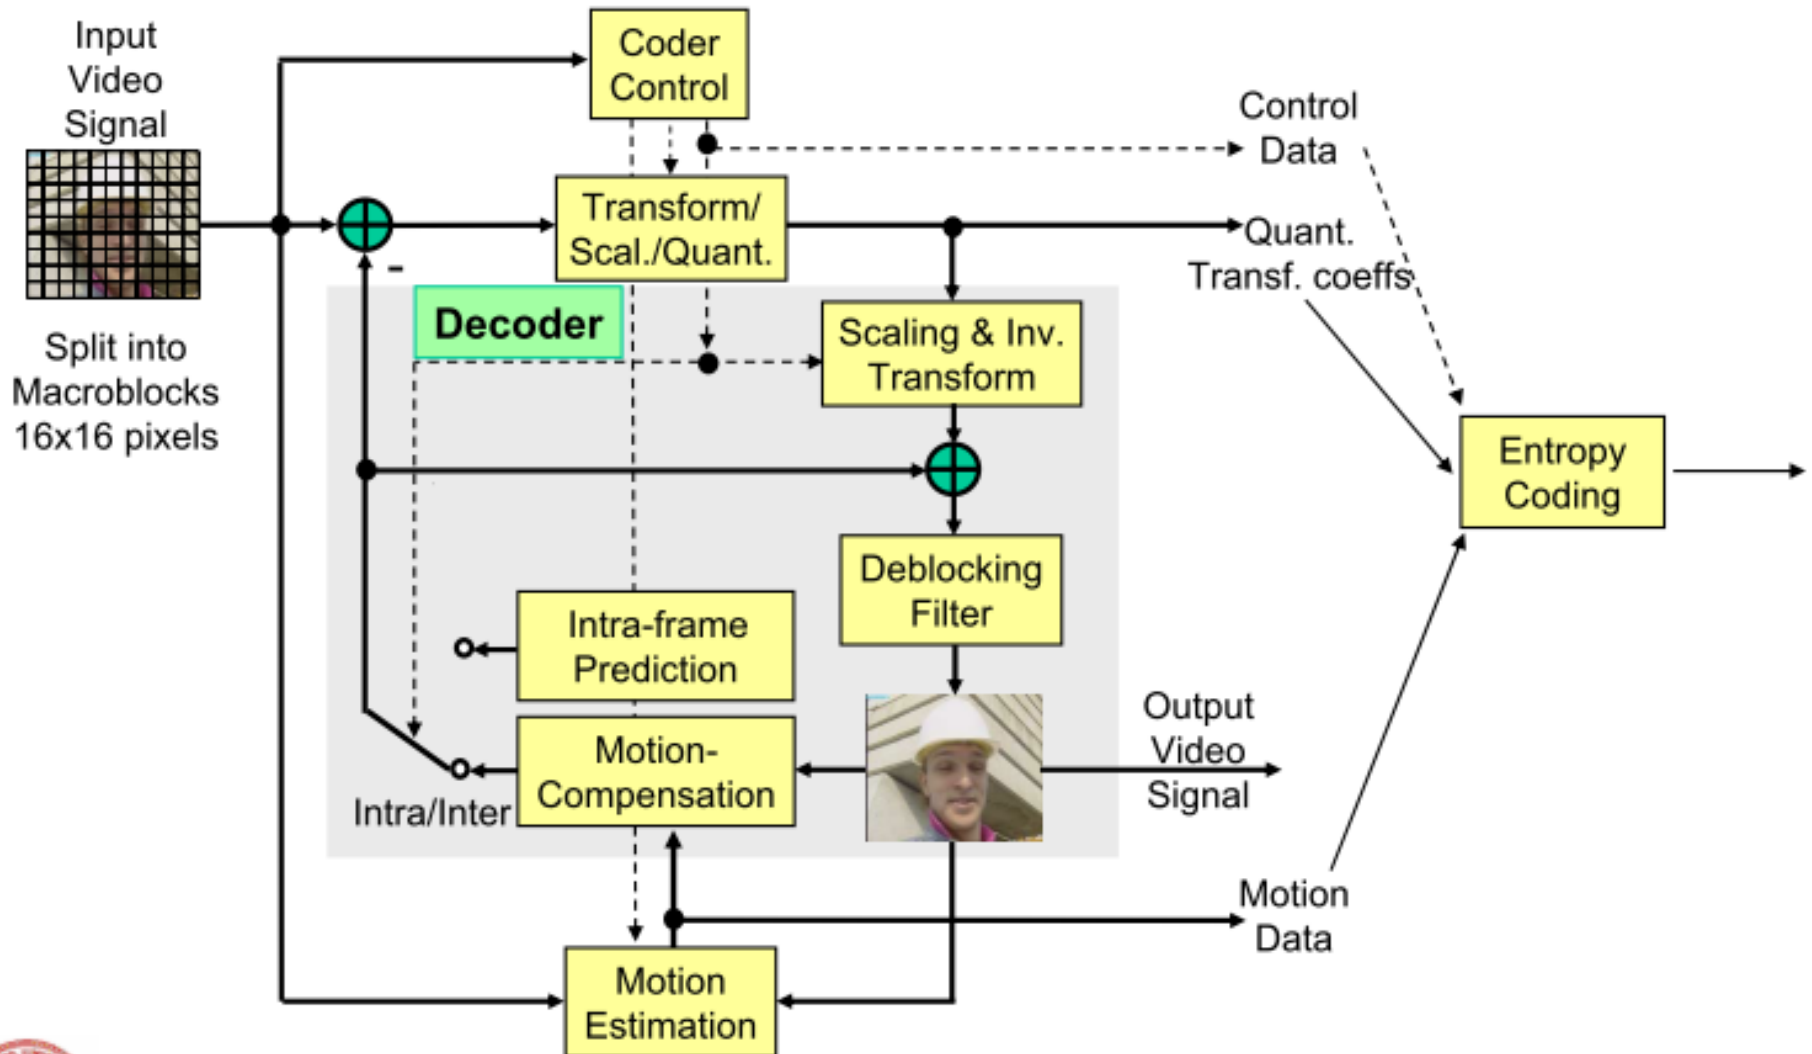 Input
Video
Signal
Split into
Macroblocks
16x16 pixels
Coder
Control
Control
Data
Transform/
Scal./Quant.
Quant.
Transf. coeffs
-
Decoder
Scaling & Inv.
Transform
Entropy
Coding
Deblocking
Filter
Intra-frame
Prediction
Motion-
Compensation
Intra/Inter
Output
Video
Signal
Motion
Data
Motion
Estimation